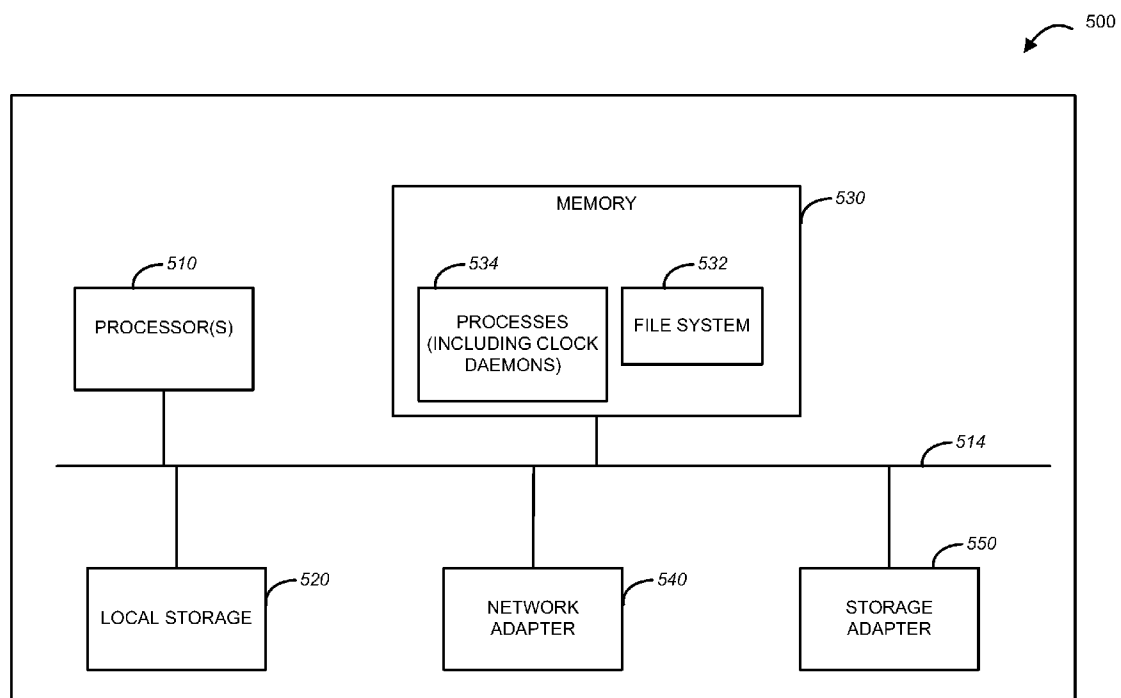 500
MEMORY
530
510
534
532
PROCESSOR(S)
PROCESSES
(INCLUDING CLOCK
DAEMONS)
FILE SYSTEM
514
520
540
550
LOCAL STORAGE
NETWORK
ADAPTER
STORAGE
ADAPTER